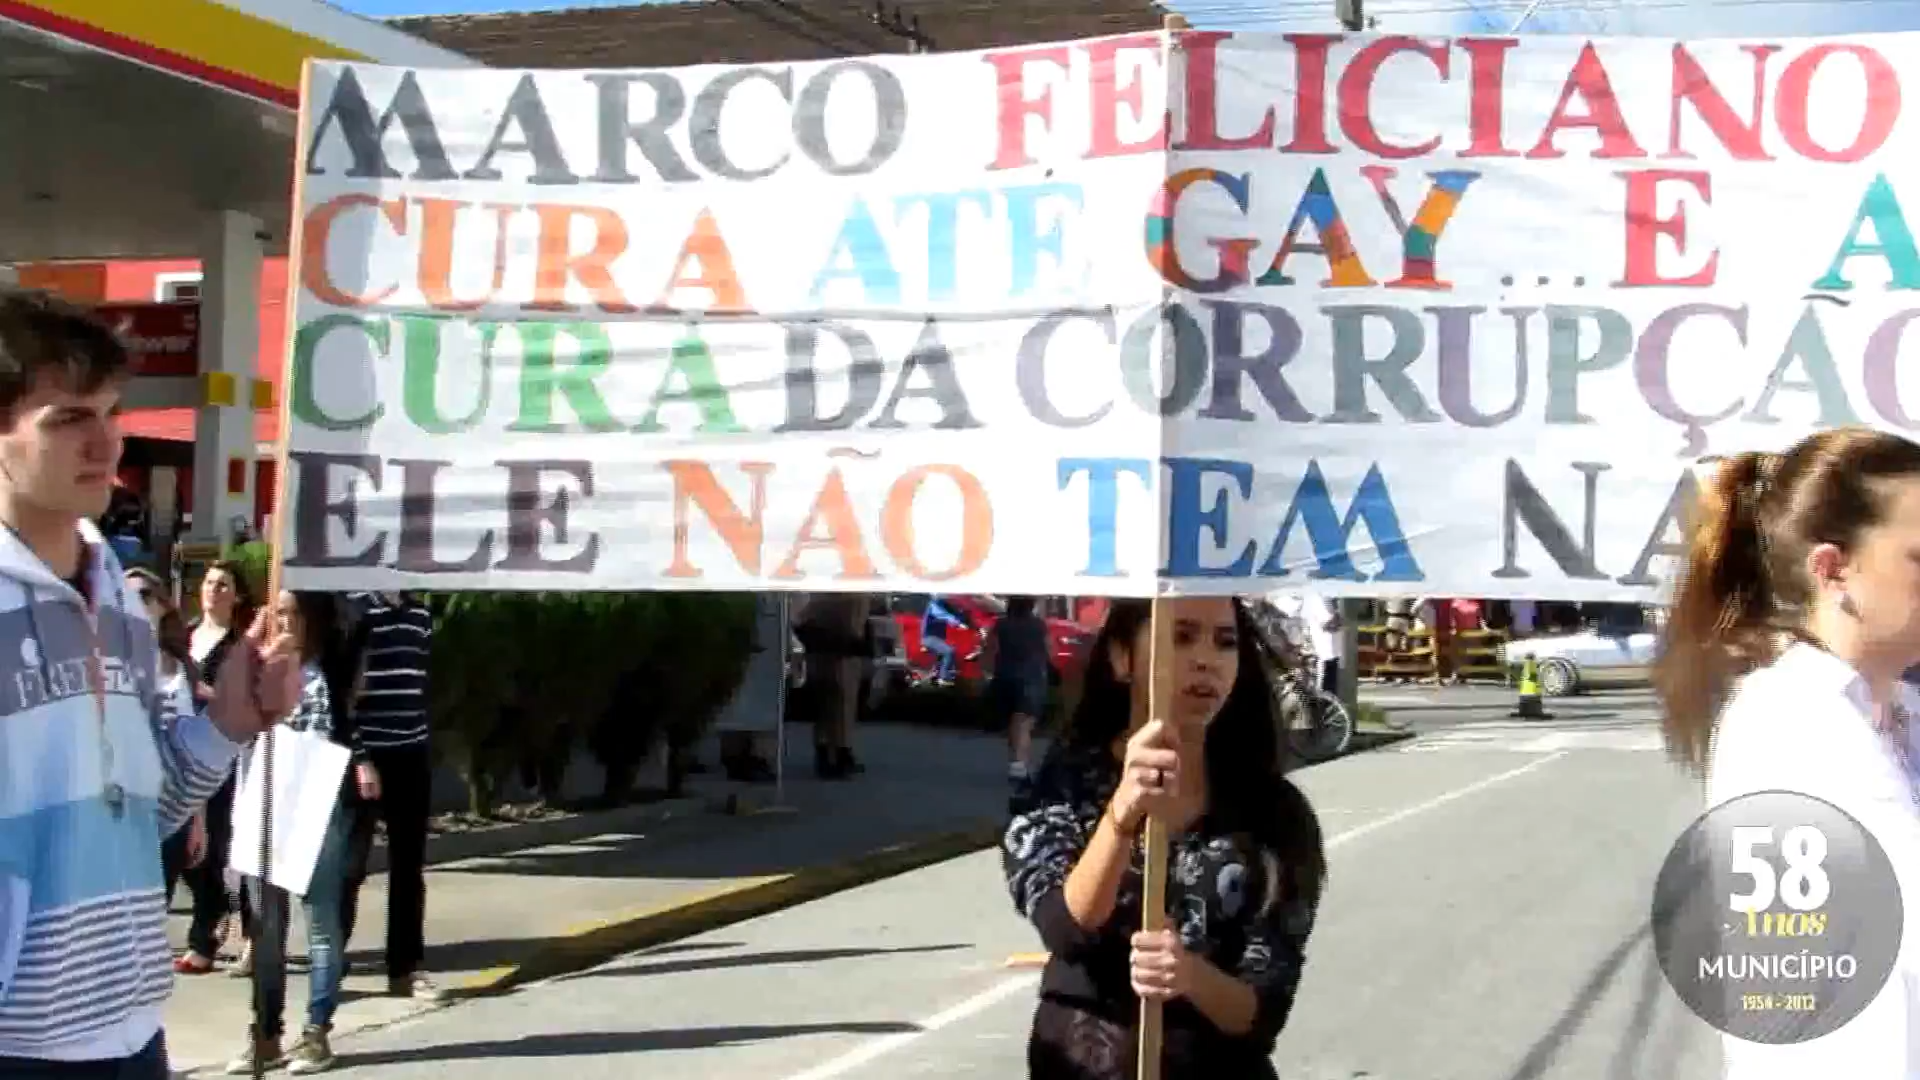 MARCO FELICIANO
CURA ATÉ GAY... E A
CURA DA CORRUPÇÃO
ELE NÃO TEM NA
58
Anos
MUNICÍPIO
1954 - 2012